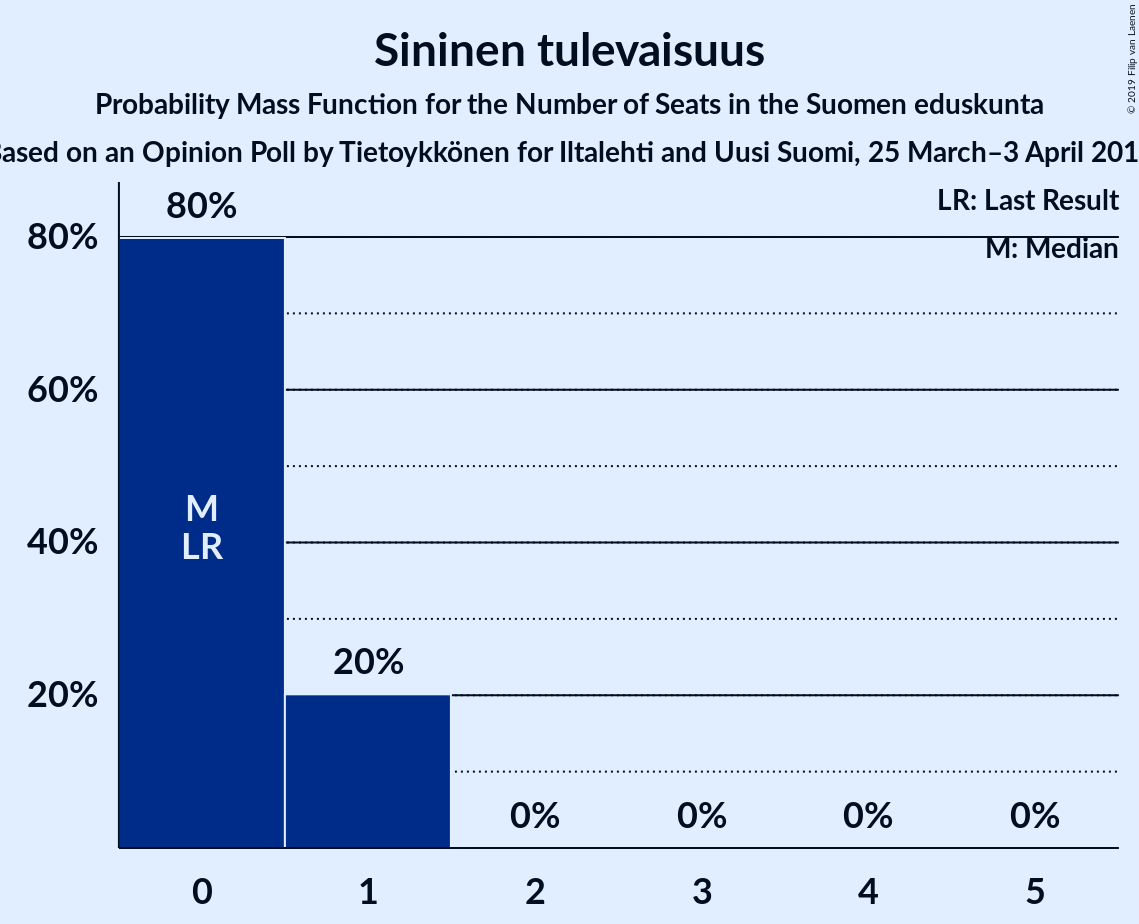 Sininen tulevaisuus
Probability Mass Function for the Number of Seats in the Suomen eduskunta
ased on an Opinion Poll by Tietoykkönen for Iltalehti and Uusi Suomi, 25 March–3 April 201
© 2019 Filip van Laenen
LR: Last Result
M: Median
80%
80%
60%
40%
20%
M
LR
20%
0%
0%
0%
0%
0
1
2
3
4
5